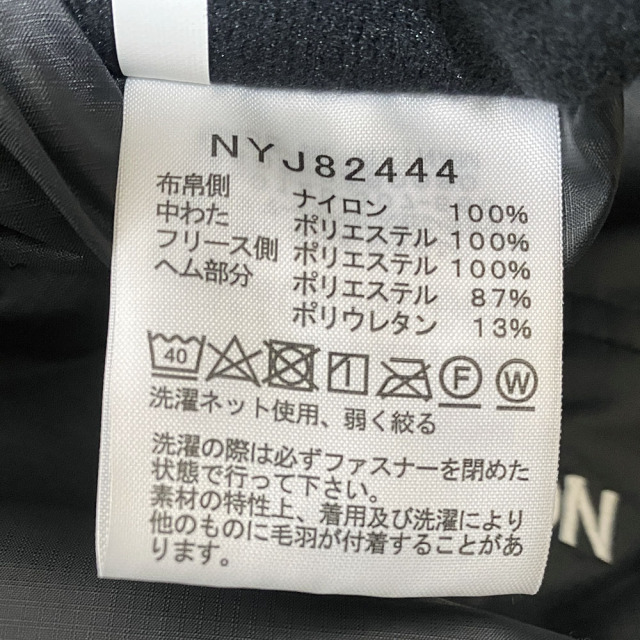 NYJ82444
布帛側 ナイロン 100%
中わた ポリエステル 100%
フリース側 ポリエステル 100%
ヘム部分 ポリエステル 87%
ポリウレタン 13%
40 F W
洗濯ネット使用、弱く絞る
洗濯の際は必ずファスナーを閉めた
状態で行って下さい。
素材の特性上、着用及び洗濯により
他のものに毛羽が付着することがあ
ります。